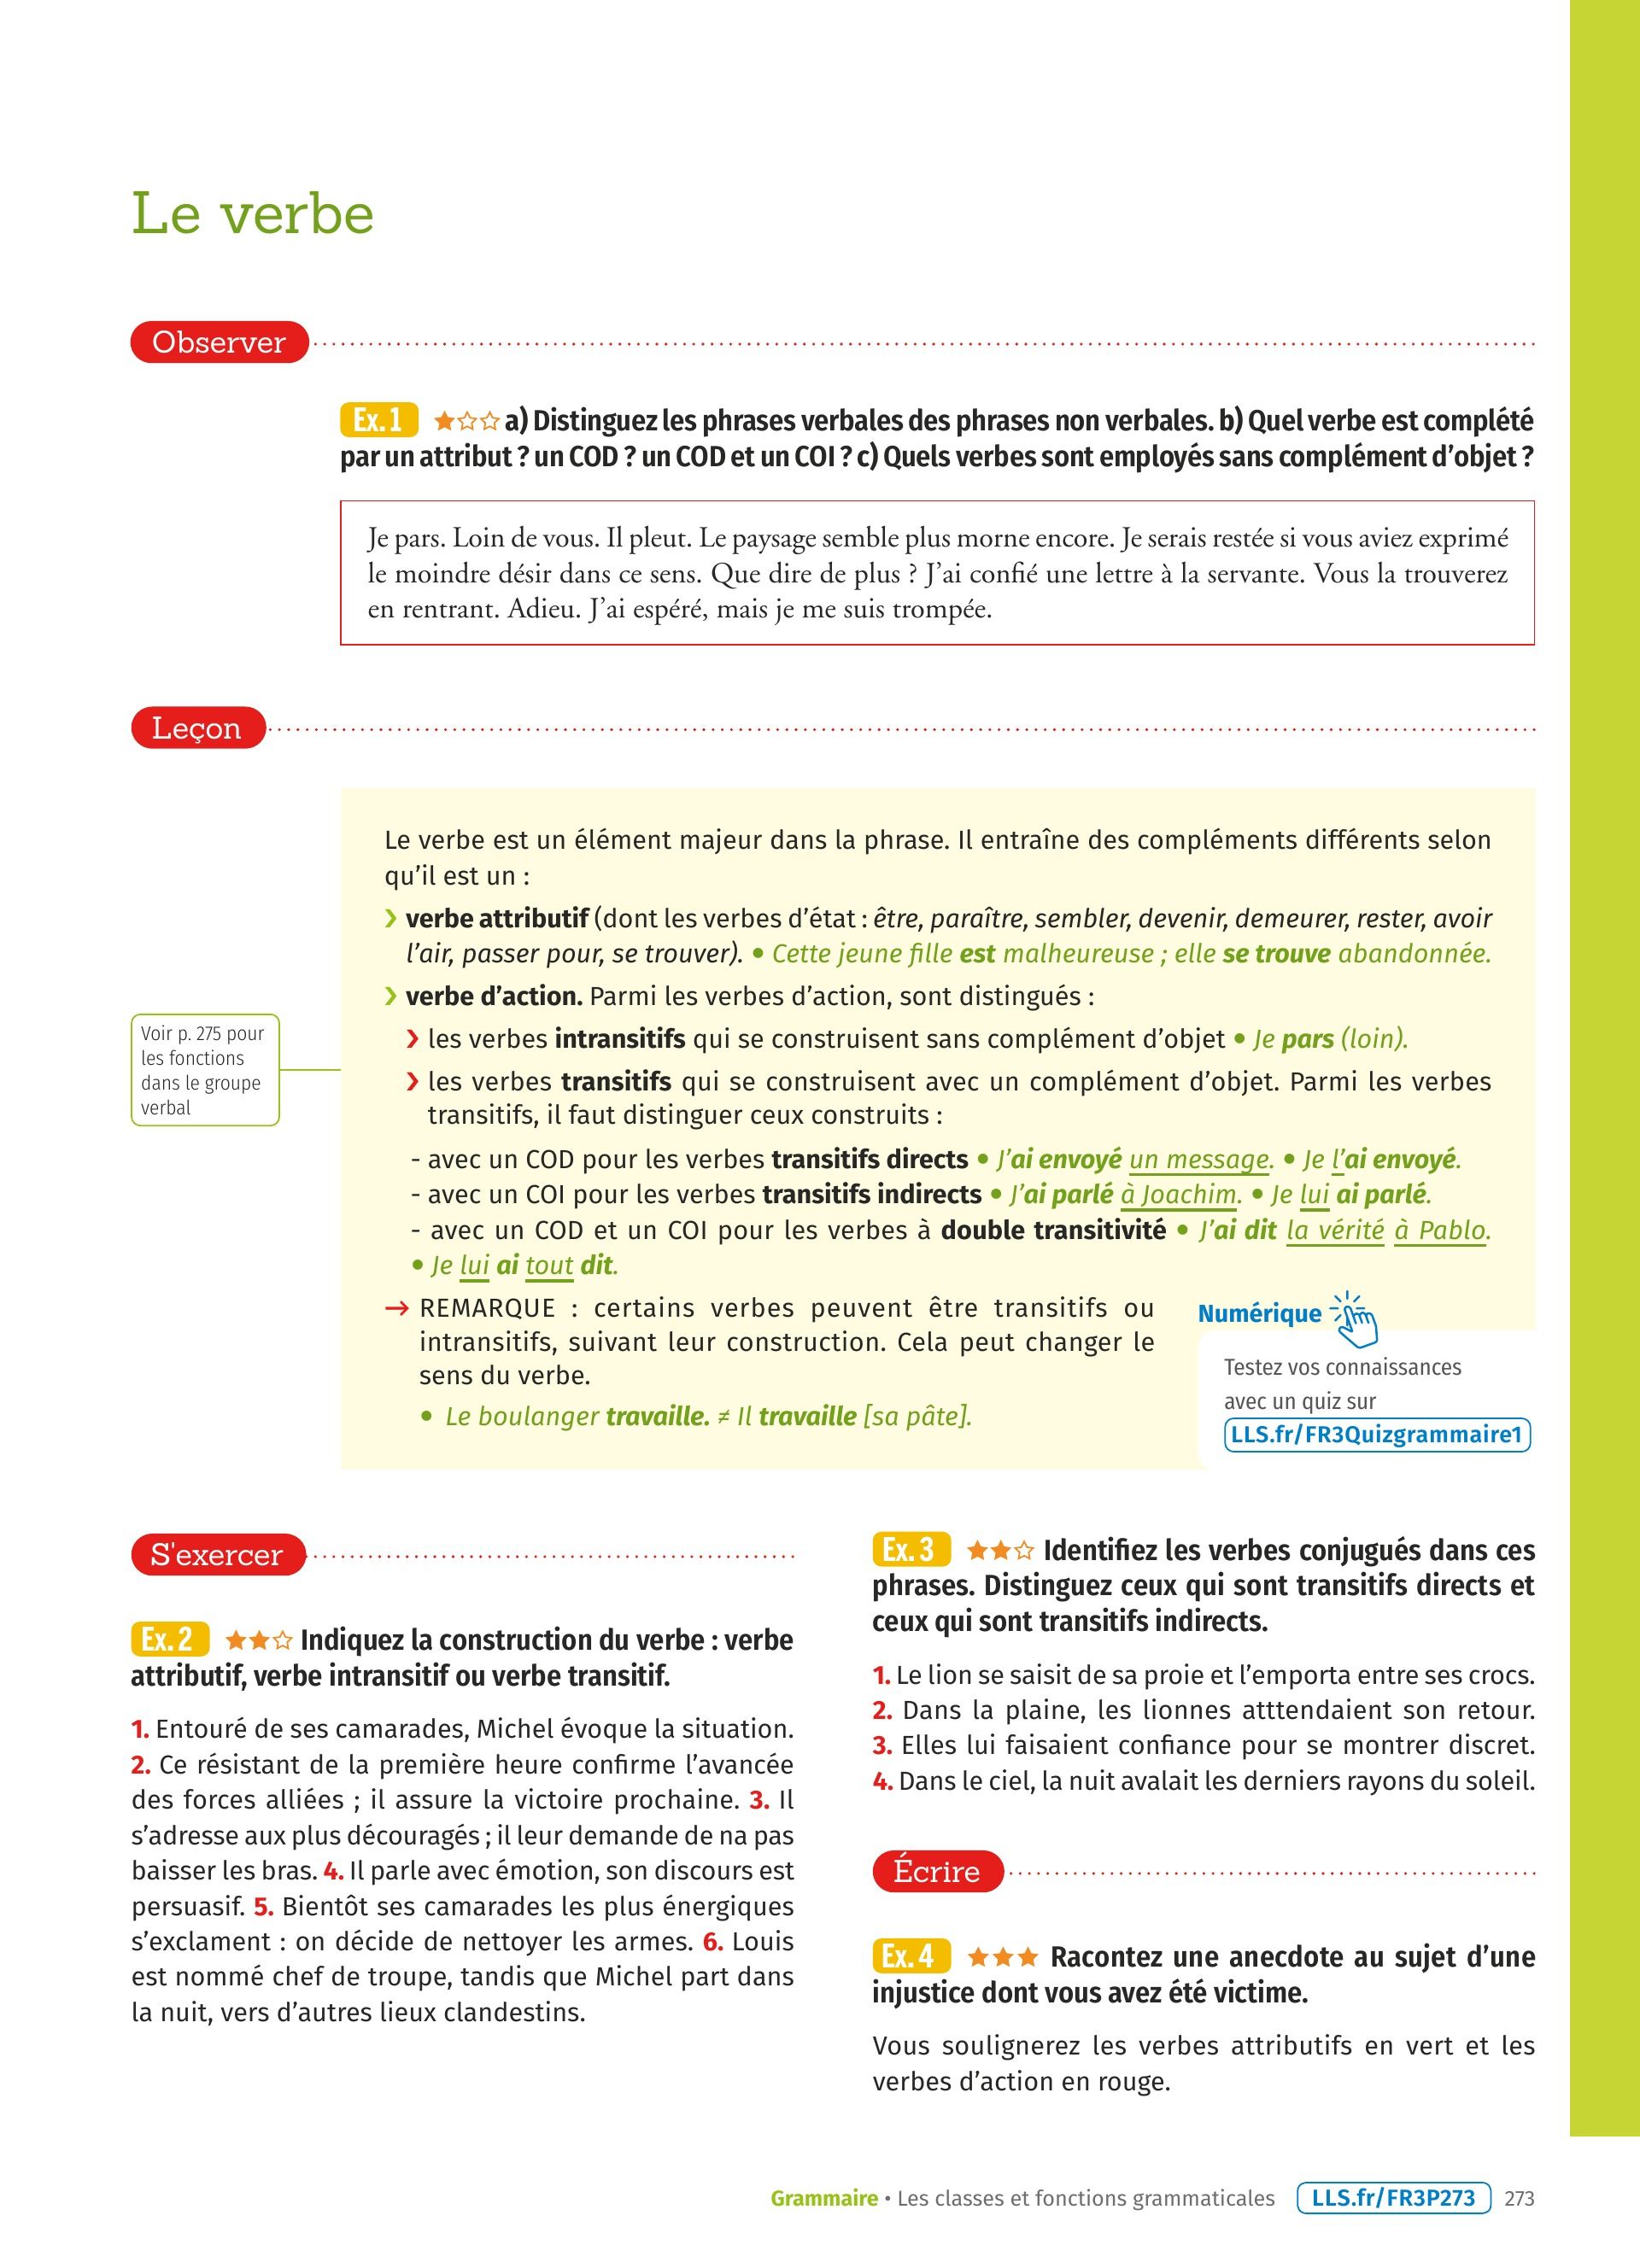 Le verbe
Observer
Ex. 1 ★☆☆ a) Distinguez les phrases verbales des phrases non verbales. b) Quel verbe est complété
par un attribut ? un COD ? un COD et un COI ? c) Quels verbes sont employés sans complément d'objet ?
Je pars. Loin de vous. Il pleut. Le paysage semble plus morne encore. Je serais restée si vous aviez exprimé
le moindre désir dans ce sens. Que dire de plus ? J'ai confié une lettre à la servante. Vous la trouverez
en rentrant. Adieu. J'ai espéré, mais je me suis trompée.
Leçon
Le verbe est un élément majeur dans la phrase. Il entraîne des compléments différents selon
qu'il est un :
› verbe attributif (dont les verbes d'état : être, paraître, sembler, devenir, demeurer, rester, avoir
l'air, passer pour, se trouver). • Cette jeune fille est malheureuse ; elle se trouve abandonnée.
› verbe d'action. Parmi les verbes d'action, sont distingués :
› les verbes intransitifs qui se construisent sans complément d'objet • Je pars (loin).
› les verbes transitifs qui se construisent avec un complément d'objet. Parmi les verbes
transitifs, il faut distinguer ceux construits :
- avec un COD pour les verbes transitifs directs • J'ai envoyé un message. • Je l'ai envoyé.
- avec un COI pour les verbes transitifs indirects • J'ai parlé à Joachim. • Je lui ai parlé.
- avec un COD et un COI pour les verbes à double transitivité • J'ai dit la vérité à Pablo.
• Je lui ai tout dit.
→ REMARQUE : certains verbes peuvent être transitifs ou
intransitifs, suivant leur construction. Cela peut changer le
sens du verbe.
• Le boulanger travaille. ≠ Il travaille [sa pâte].
Voir p. 275 pour
les fonctions
dans le groupe
verbal
Numérique
Testez vos connaissances
avec un quiz sur
LLS.fr/FR3Quizgrammaire1
S'exercer
Ex. 2 ★★☆ Indiquez la construction du verbe : verbe
attributif, verbe intransitif ou verbe transitif.
1. Entouré de ses camarades, Michel évoque la situation.
2. Ce résistant de la première heure confirme l'avancée
des forces alliées ; il assure la victoire prochaine. 3. Il
s'adresse aux plus découragés ; il leur demande de na pas
baisser les bras. 4. Il parle avec émotion, son discours est
persuasif. 5. Bientôt ses camarades les plus énergiques
s'exclament : on décide de nettoyer les armes. 6. Louis
est nommé chef de troupe, tandis que Michel part dans
la nuit, vers d'autres lieux clandestins.
Ex. 3 ★★☆ Identifiez les verbes conjugués dans ces
phrases. Distinguez ceux qui sont transitifs directs et
ceux qui sont transitifs indirects.
1. Le lion se saisit de sa proie et l'emporta entre ses crocs.
2. Dans la plaine, les lionnes atttendaient son retour.
3. Elles lui faisaient confiance pour se montrer discret.
4. Dans le ciel, la nuit avalait les derniers rayons du soleil.
Écrire
Ex. 4 ★★★ Racontez une anecdote au sujet d'une
injustice dont vous avez été victime.
Vous soulignerez les verbes attributifs en vert et les
verbes d'action en rouge.
Grammaire • Les classes et fonctions grammaticales LLS.fr/FR3P273 273